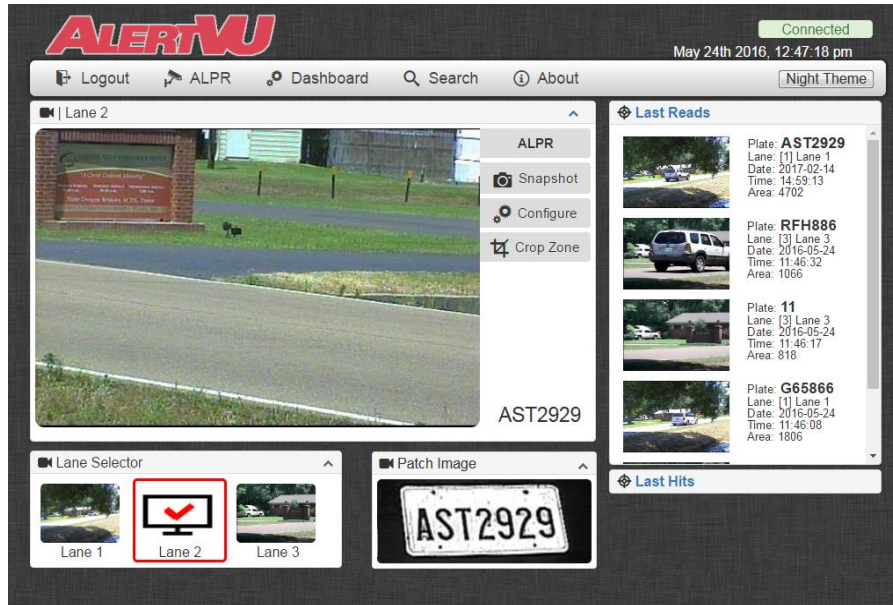 ALERTVU
Connected
May 24th 2016, 12:47:18 pm
Logout ALPR Dashboard Search About Night Theme
| Lane 2
ALPR
Snapshot
Configure
Crop Zone
AST2929
Lane Selector
Lane 1 Lane 2 Lane 3
Patch Image
AST2929
Last Reads
Plate: AST2929
Lane: [1] Lane 1
Date: 2017-02-14
Time: 14:59:13
Area: 4702
Plate: RFH886
Lane: [3] Lane 3
Date: 2016-05-24
Time: 11:46:32
Area: 1066
Plate: 11
Lane: [3] Lane 3
Date: 2016-05-24
Time: 11:46:17
Area: 818
Plate: G65866
Lane: [1] Lane 1
Date: 2016-05-24
Time: 11:46:08
Area: 1806
Last Hits